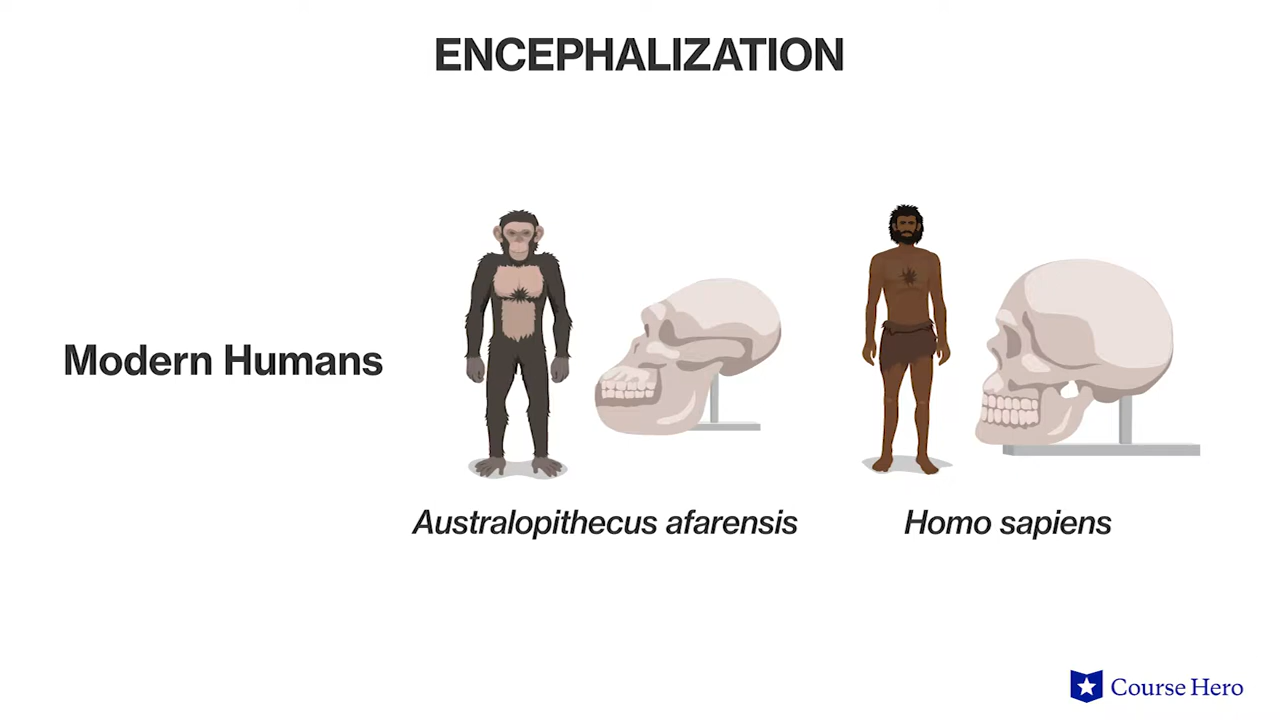 ENCEPHALIZATION
Modern Humans
Australopithecus afarensis
Homo sapiens
Course Hero